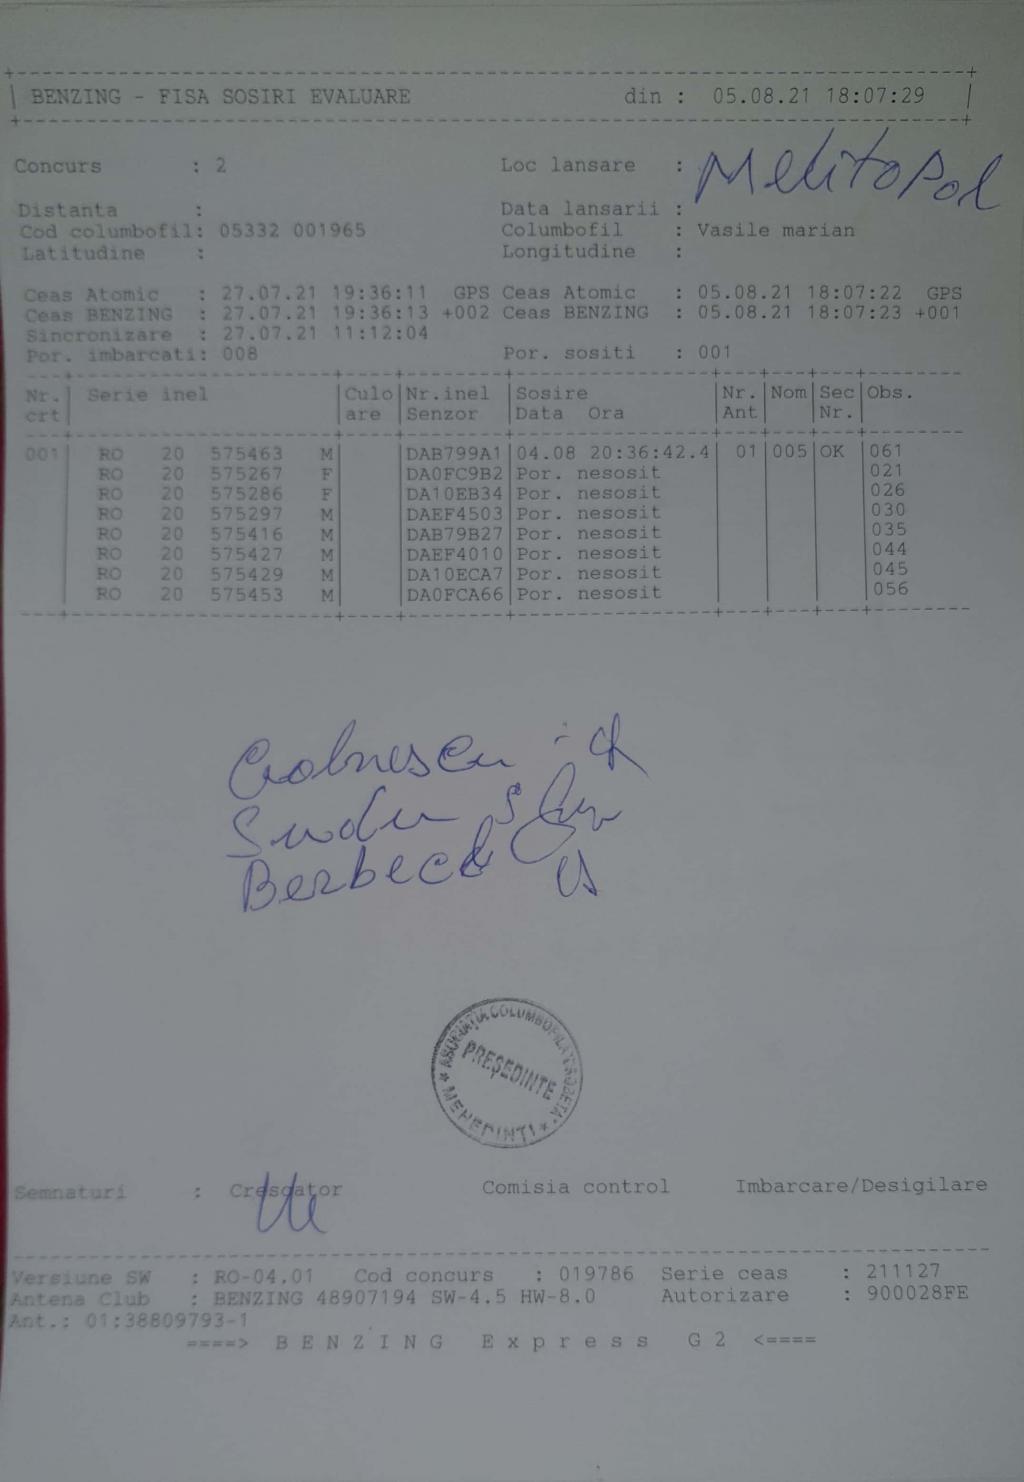 BENZING - FISA SOSIRI EVALUARE din : 05.08.21 18:07:29
Concurs : 2 Loc lansare : Melitopol
Distanta : Data lansarii :
Cod columbofil: 05332 001965 Columbofil : Vasile marian
Latitudine : Longitudine :
Ceas Atomic : 27.07.21 19:36:11 GPS Ceas Atomic : 05.08.21 18:07:22 GPS
Ceas BENZING : 27.07.21 19:36:13 +002 Ceas BENZING : 05.08.21 18:07:23 +001
Sincronizare : 27.07.21 11:12:04
Por. imbarcati: 008 Por. sositi : 001
Nr. Serie inel Culo Nr.inel Sosire Nr. Nom Sec Obs.
crt are Senzor Data Ora Ant Nr.
001 RO 20 575463 M DAB799A1 04.08 20:36:42.4 01 005 OK 061
RO 20 575267 F DA0FC9B2 Por. nesosit 021
RO 20 575286 F DA10EB34 Por. nesosit 026
RO 20 575297 M DAEF4503 Por. nesosit 030
RO 20 575416 M DAB79B27 Por. nesosit 035
RO 20 575427 M DAEF4010 Por. nesosit 044
RO 20 575429 M DA10ECA7 Por. nesosit 045
RO 20 575453 M DA0FCA66 Por. nesosit 056
ASOCIATIA COLUMBOFILA
PREȘEDINTE
MEHEDINTI
Semnaturi : Crescator Comisia control Imbarcare/Desigilare
Versiune SW : RO-04.01 Cod concurs : 019786 Serie ceas : 211127
Antena Club : BENZING 48907194 SW-4.5 HW-8.0 Autorizare : 900028FE
Ant.: 01:38809793-1
====> BENZING Express G2 <====